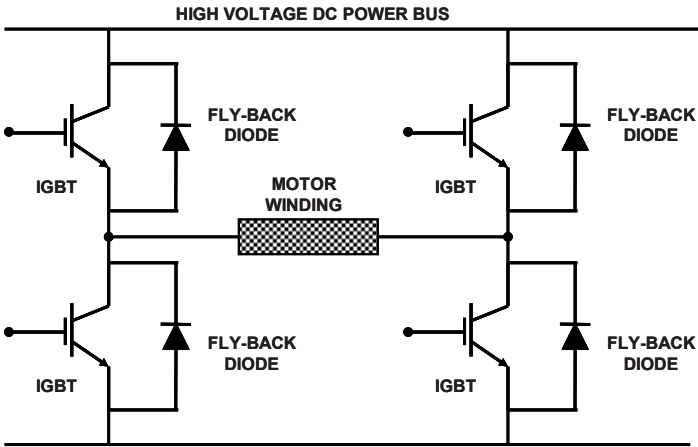 HIGH VOLTAGE DC POWER BUS
FLY-BACK
DIODE
FLY-BACK
DIODE
IGBT
MOTOR
WINDING
IGBT
FLY-BACK
DIODE
FLY-BACK
DIODE
IGBT
IGBT